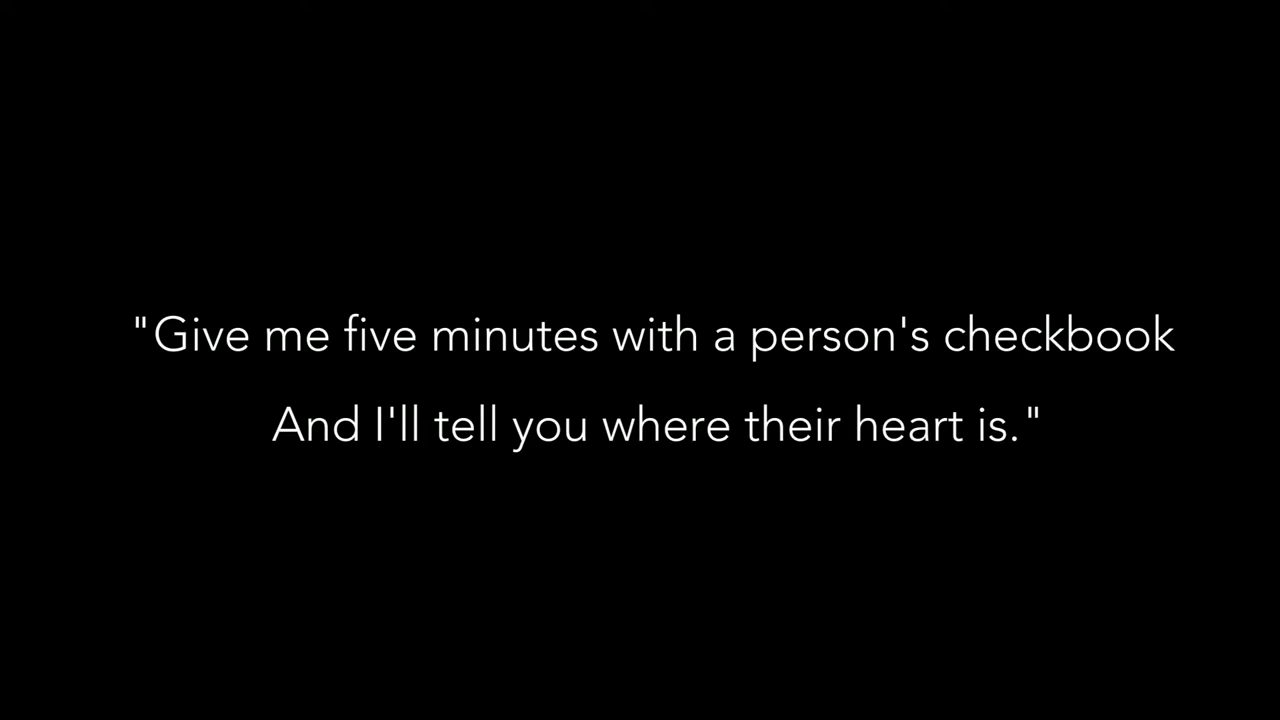 "Give me five minutes with a person's checkbook
And I'll tell you where their heart is."